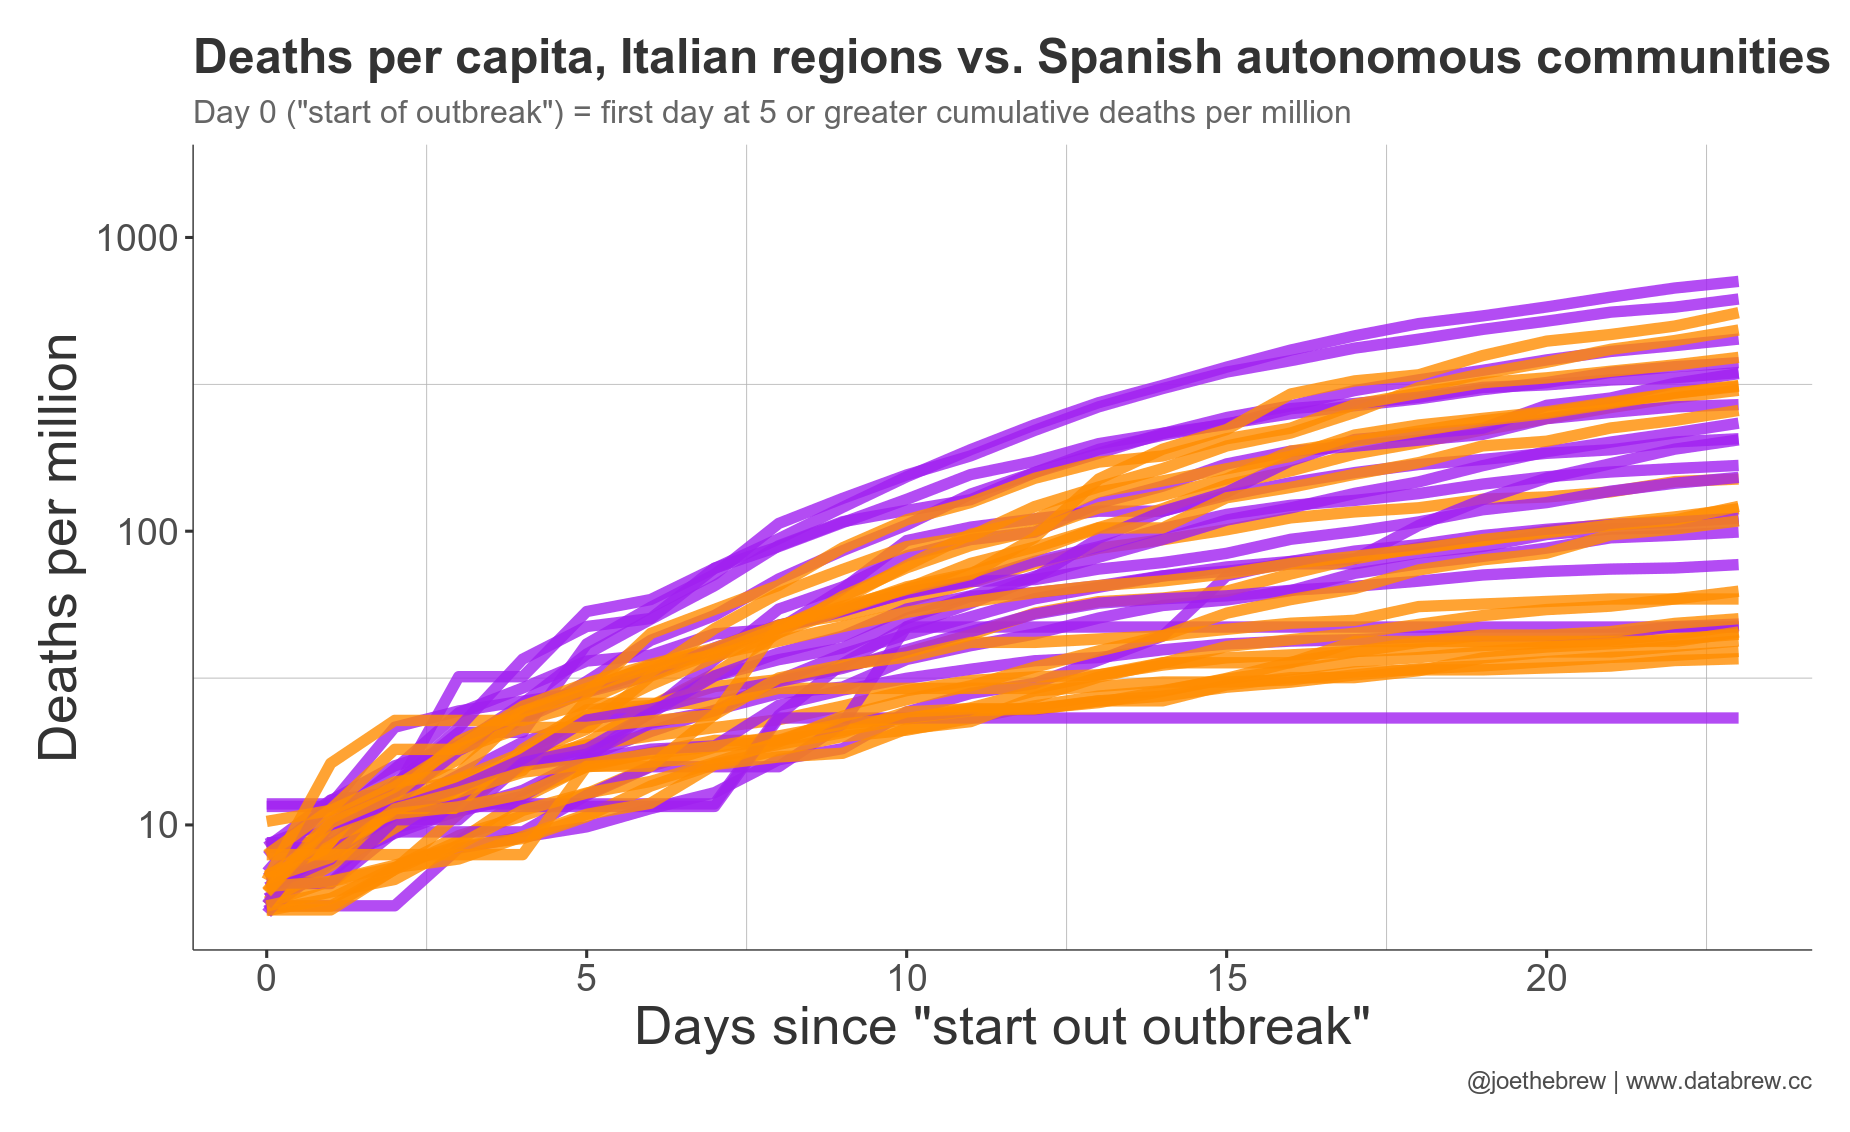 Deaths per capita, Italian regions vs. Spanish autonomous communities
Day 0 ("start of outbreak") = first day at 5 or greater cumulative deaths per million
Deaths per million
1000
100
10
0 5 10 15 20
Days since "start out outbreak"
@joethebrew | www.databrew.cc